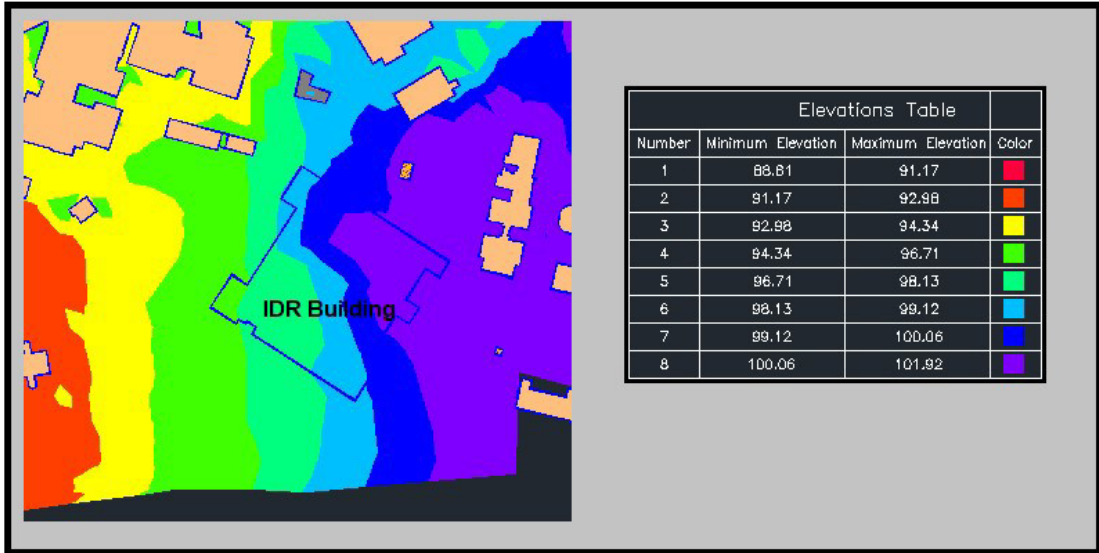 IDR Building
Elevations Table
Number Minimum Elevation Maximum Elevation Color
1 88.81 91.17
2 91.17 92.98
3 92.98 94.34
4 94.34 96.71
5 96.71 98.13
6 98.13 99.12
7 99.12 100.06
8 100.06 101.92